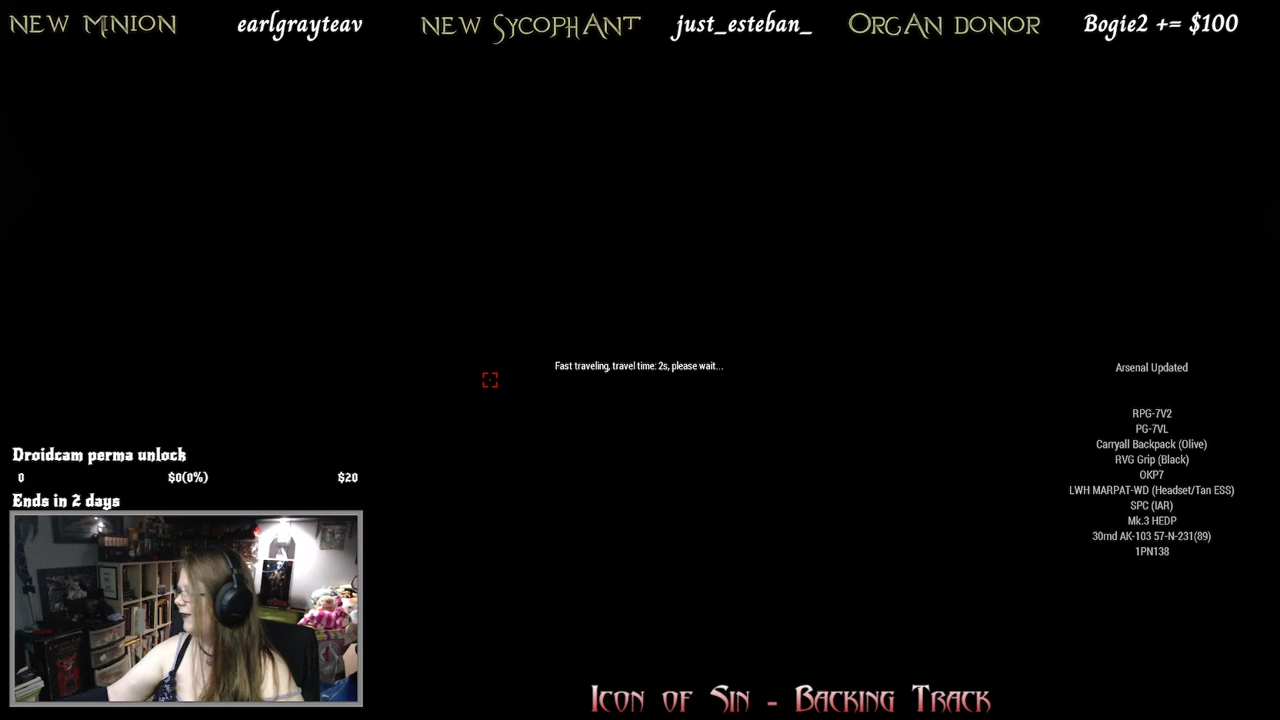 NEW MINION earlgrayteav NEW SYCOPHANT just_esteban_ ORGAN DONOR Bogie2 += $100
Fast traveling, travel time: 2s, please wait...
Arsenal Updated
RPG-7V2
PG-7VL
Carryall Backpack (Olive)
RVG Grip (Black)
OKP7
LWH MARPAT-WD (Headset/Tan ESS)
SPC (IAR)
Mk.3 HEDP
30rnd AK-103 57-N-231(89)
1PN138
Droidcam perma unlock
0 $0(0%) $20
Ends in 2 days
Icon of Sin - Backing Track